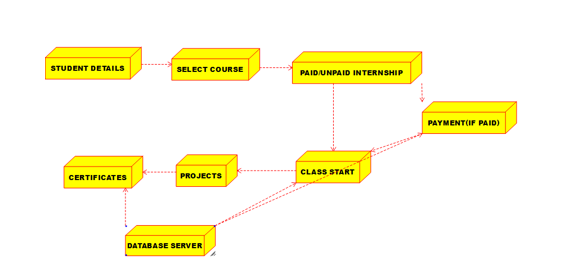 STUDENT DETAILS
SELECT COURSE
PAID/UNPAID INTERNSHIP
PAYMENT(IF PAID)
CERTIFICATES
PROJECTS
CLASS START
DATABASE SERVER